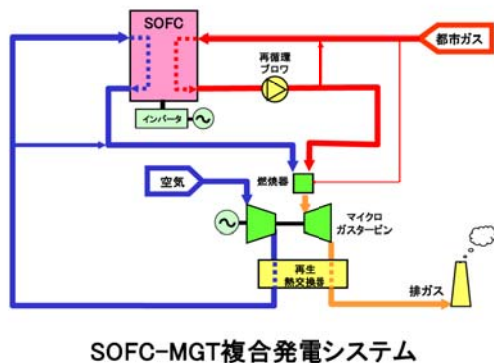 SOFC
都市ガス
再循環
ブロワ
インバータ
空気
燃焼器
マイクロ
ガスタービン
再生
熱交換器
排ガス
SOFC-MGT複合発電システム